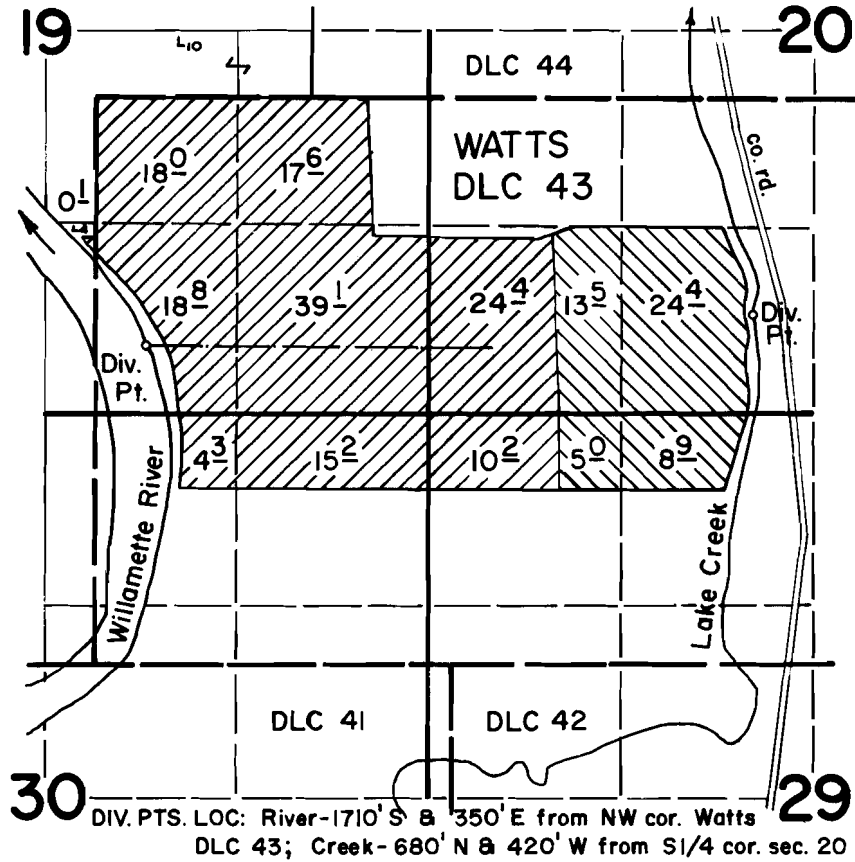 19
20
L10
DLC 44
WATTS
DLC 43
co. rd.
18 0
17 6
0 1
18 8
39 1
24 4
13 5
24 4
Div.
Pt.
Div.
Pt.
4 3
15 2
10 2
5 0
8 9
Willamette River
Lake Creek
DLC 41
DLC 42
30
29
DIV. PTS. LOC: River-1710' S & 350' E from NW cor. Watts
DLC 43; Creek-680' N & 420' W from S1/4 cor. sec. 20